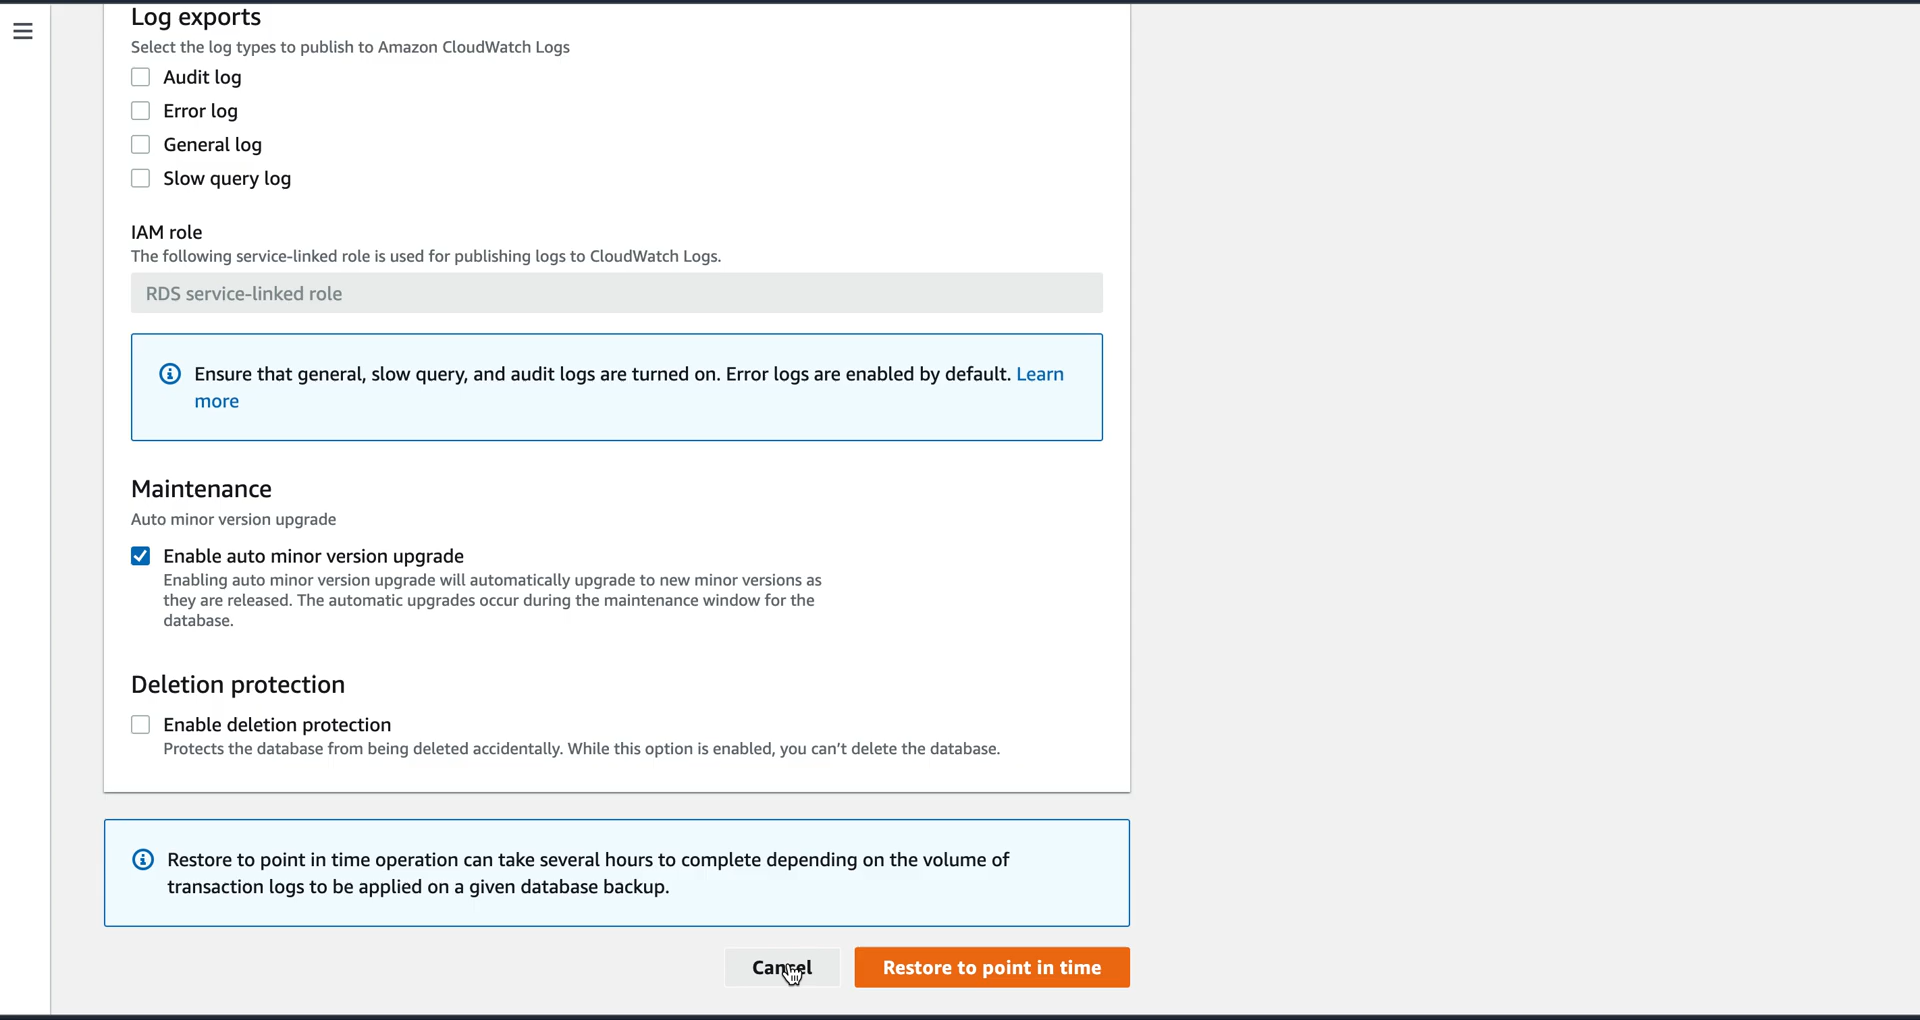 Log exports
Select the log types to publish to Amazon CloudWatch Logs
Audit log
Error log
General log
Slow query log
IAM role
The following service-linked role is used for publishing logs to CloudWatch Logs.
RDS service-linked role
Ensure that general, slow query, and audit logs are turned on. Error logs are enabled by default. Learn
more
Maintenance
Auto minor version upgrade
Enable auto minor version upgrade
Enabling auto minor version upgrade will automatically upgrade to new minor versions as
they are released. The automatic upgrades occur during the maintenance window for the
database.
Deletion protection
Enable deletion protection
Protects the database from being deleted accidentally. While this option is enabled, you can't delete the database.
Restore to point in time operation can take several hours to complete depending on the volume of
transaction logs to be applied on a given database backup.
Cancel Restore to point in time